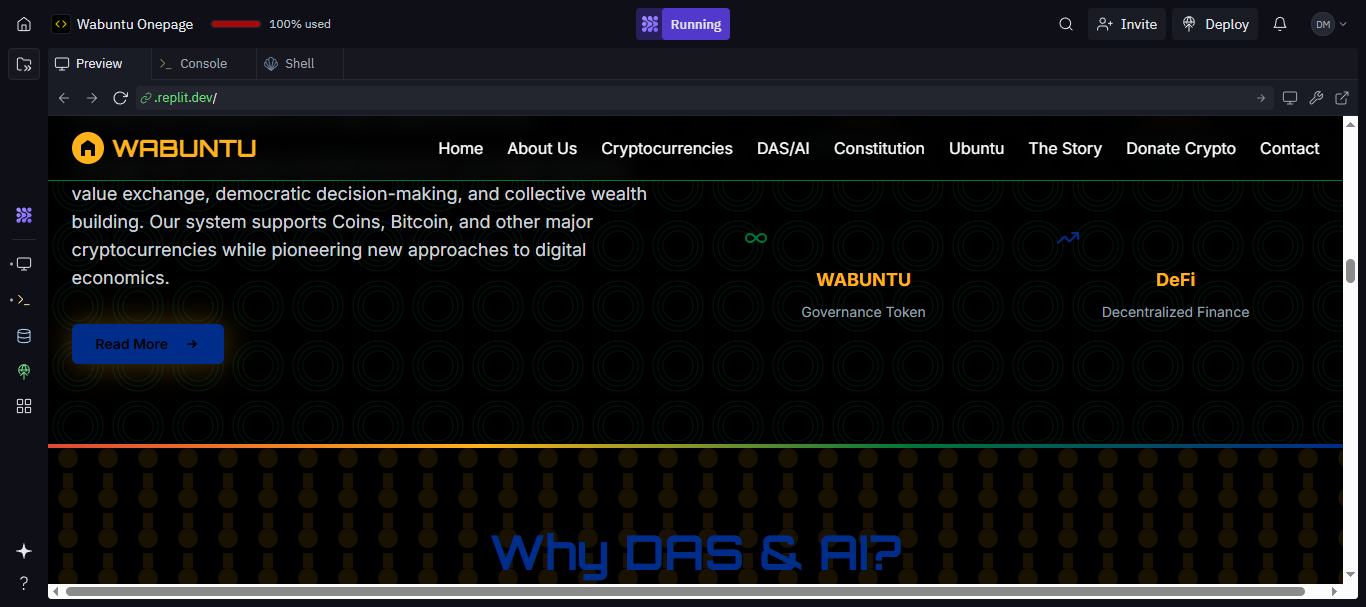 Wabuntu Onepage
100% used
Running
Invite
Deploy
DM
Preview
Console
Shell
.replit.dev/
WABUNTU
Home
About Us
Cryptocurrencies
DAS/AI
Constitution
Ubuntu
The Story
Donate Crypto
Contact
value exchange, democratic decision-making, and collective wealth
building. Our system supports Coins, Bitcoin, and other major
cryptocurrencies while pioneering new approaches to digital
economics.
Read More
WABUNTU
Governance Token
DeFi
Decentralized Finance
Why DAS & AI?